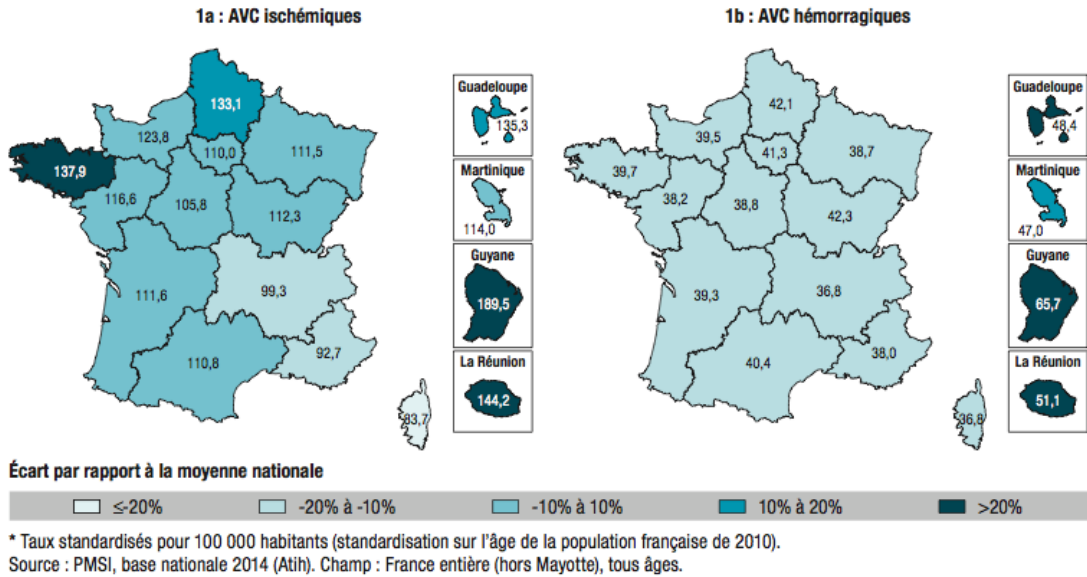 1a : AVC ischémiques
133,1
123,8
110,0
111,5
137,9
116,6
105,8
112,3
111,6
99,3
110,8
92,7
83,7
Guadeloupe
135,3
Martinique
114,0
Guyane
189,5
La Réunion
144,2
1b : AVC hémorragiques
42,1
39,5
41,3
38,7
39,7
38,2
38,8
42,3
39,3
36,8
40,4
38,0
36,8
Guadeloupe
48,4
Martinique
47,0
Guyane
65,7
La Réunion
51,1
Écart par rapport à la moyenne nationale
≤-20% -20% à -10% -10% à 10% 10% à 20% >20%
* Taux standardisés pour 100 000 habitants (standardisation sur l'âge de la population française de 2010).
Source : PMSI, base nationale 2014 (Atih). Champ : France entière (hors Mayotte), tous âges.